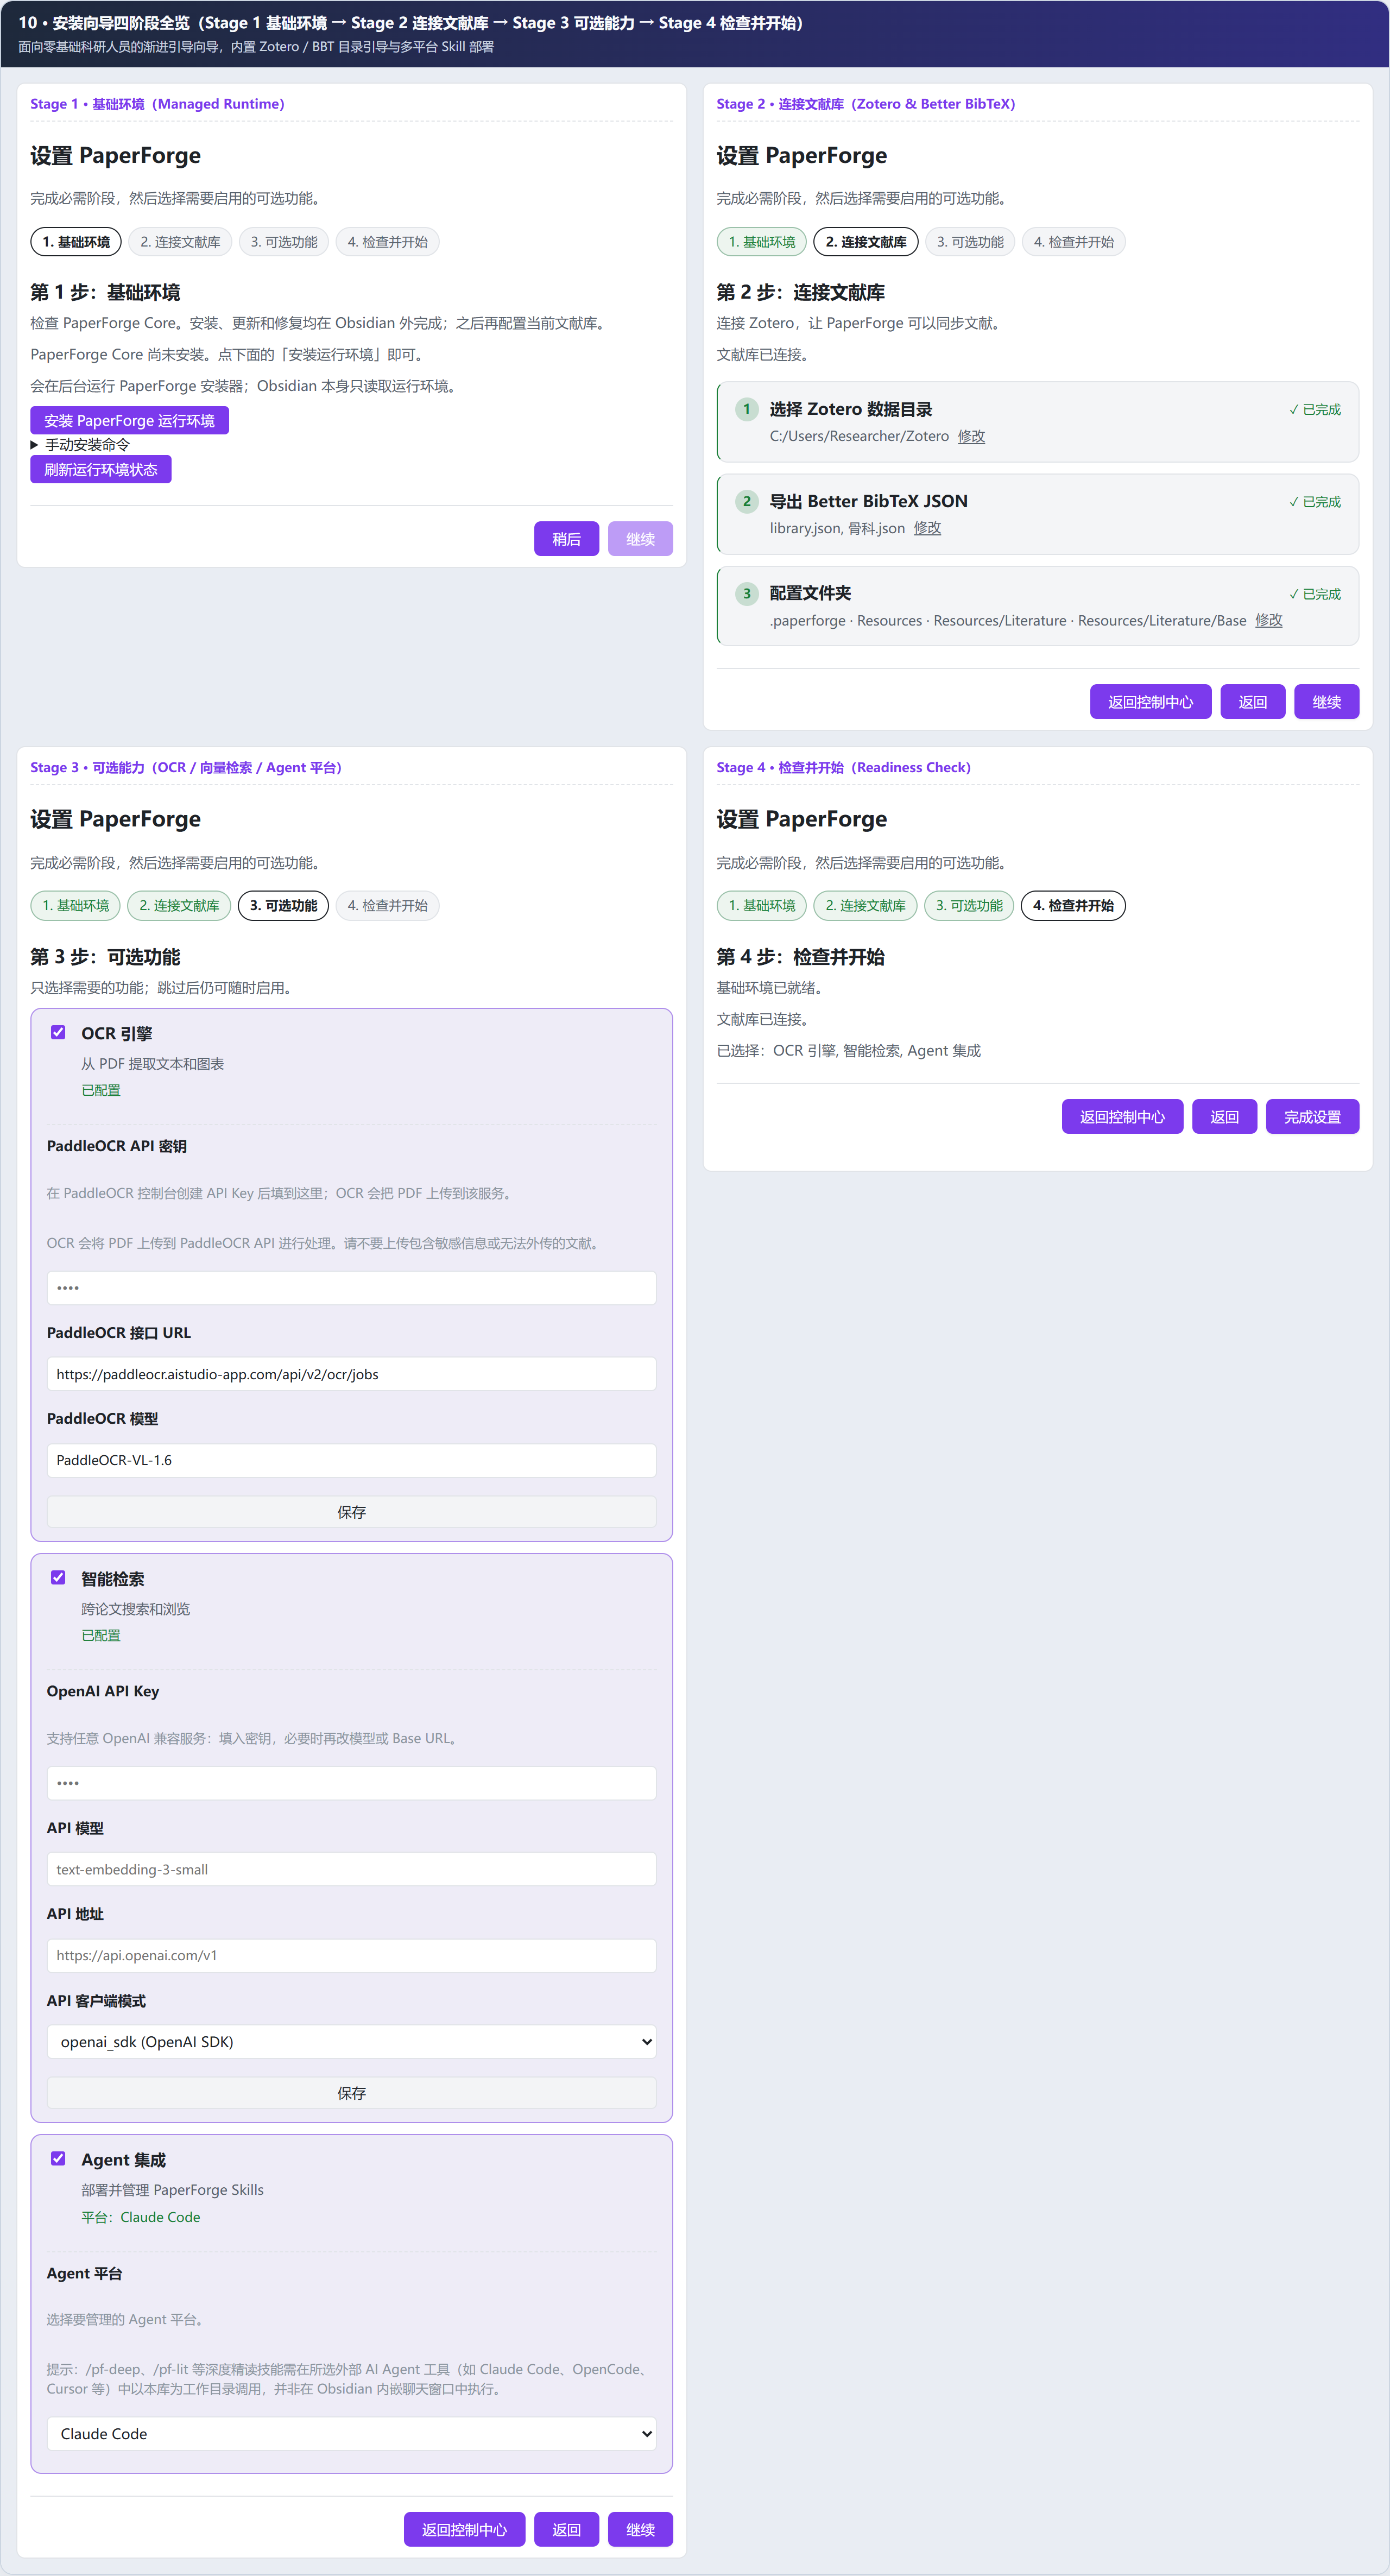 10 • 安装向导四阶段全览（Stage 1 基础环境 → Stage 2 连接文献库 → Stage 3 可选能力 → Stage 4 检查并开始）
面向零基础科研人员的渐进引导向导，内置 Zotero / BBT 目录引导与多平台 Skill 部署
Stage 1 • 基础环境（Managed Runtime）
设置 PaperForge
完成必需阶段，然后选择需要启用的可选功能。
1. 基础环境
2. 连接文献库
3. 可选功能
4. 检查并开始
第 1 步：基础环境
检查 PaperForge Core。安装、更新和修复均在 Obsidian 外完成；之后再配置当前文献库。
PaperForge Core 尚未安装。点下面的「安装运行环境」即可。
会在后台运行 PaperForge 安装器；Obsidian 本身只读取运行环境。
安装 PaperForge 运行环境
手动安装命令
刷新运行环境状态
稍后
继续
Stage 2 • 连接文献库（Zotero & Better BibTeX）
设置 PaperForge
完成必需阶段，然后选择需要启用的可选功能。
1. 基础环境
2. 连接文献库
3. 可选功能
4. 检查并开始
第 2 步：连接文献库
连接 Zotero，让 PaperForge 可以同步文献。
文献库已连接。
1 选择 Zotero 数据目录 ✓ 已完成
C:/Users/Researcher/Zotero 修改
2 导出 Better BibTeX JSON ✓ 已完成
library.json, 骨科.json 修改
3 配置文件夹 ✓ 已完成
.paperforge · Resources · Resources/Literature · Resources/Literature/Base 修改
返回控制中心
返回
继续
Stage 3 • 可选能力（OCR / 向量检索 / Agent 平台）
设置 PaperForge
完成必需阶段，然后选择需要启用的可选功能。
1. 基础环境
2. 连接文献库
3. 可选功能
4. 检查并开始
第 3 步：可选功能
只选择需要的功能；跳过后仍可随时启用。
OCR 引擎
从 PDF 提取文本和图表
已配置
PaddleOCR API 密钥
在 PaddleOCR 控制台创建 API Key 后填到这里；OCR 会把 PDF 上传到该服务。
OCR 会将 PDF 上传到 PaddleOCR API 进行处理。请不要上传包含敏感信息或无法外传的文献。
••••
PaddleOCR 接口 URL
https://paddleocr.aistudio-app.com/api/v2/ocr/jobs
PaddleOCR 模型
PaddleOCR-VL-1.6
保存
智能检索
跨论文搜索和浏览
已配置
OpenAI API Key
支持任意 OpenAI 兼容服务：填入密钥，必要时再改模型或 Base URL。
••••
API 模型
text-embedding-3-small
API 地址
https://api.openai.com/v1
API 客户端模式
openai_sdk (OpenAI SDK)
保存
Agent 集成
部署并管理 PaperForge Skills
平台：Claude Code
Agent 平台
选择要管理的 Agent 平台。
提示：/pf-deep、/pf-lit 等深度精读技能需在所选外部 AI Agent 工具（如 Claude Code、OpenCode、
Cursor 等）中以本库为工作目录调用，并非在 Obsidian 内嵌聊天窗口中执行。
Claude Code
返回控制中心
返回
继续
Stage 4 • 检查并开始（Readiness Check）
设置 PaperForge
完成必需阶段，然后选择需要启用的可选功能。
1. 基础环境
2. 连接文献库
3. 可选功能
4. 检查并开始
第 4 步：检查并开始
基础环境已就绪。
文献库已连接。
已选择：OCR 引擎, 智能检索, Agent 集成
返回控制中心
返回
完成设置